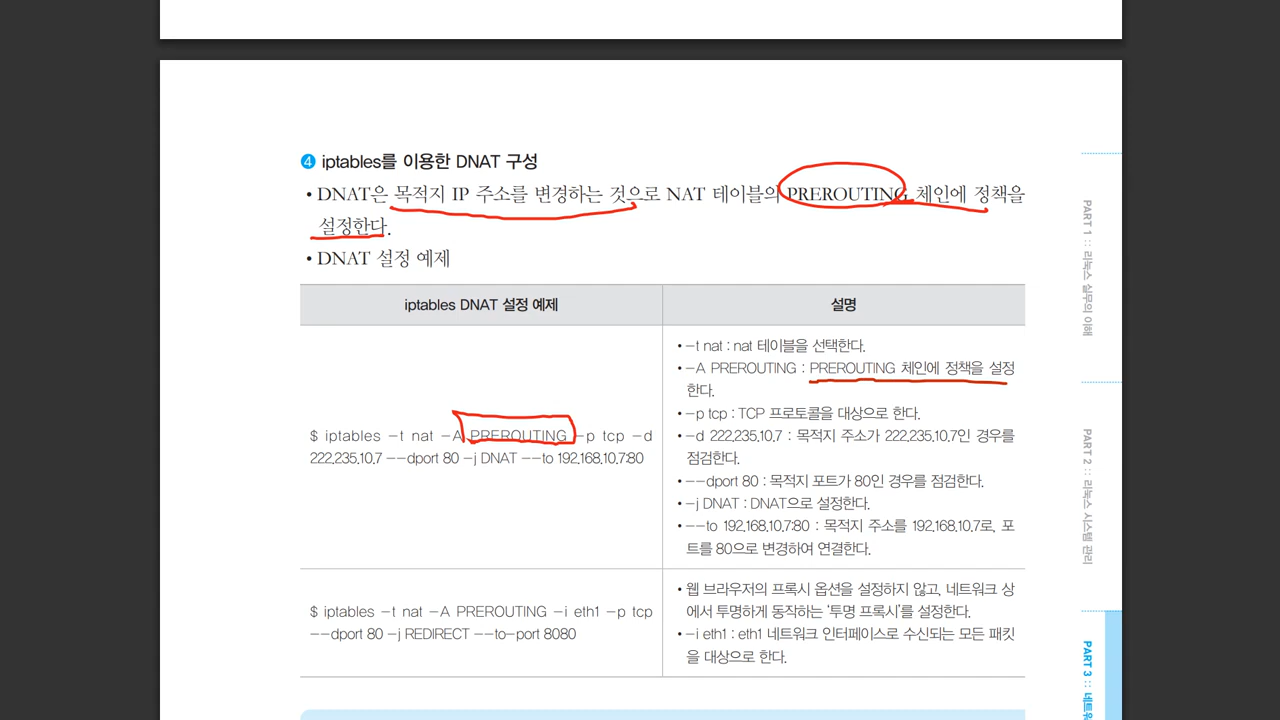 ❹ iptables를 이용한 DNAT 구성
• DNAT은 목적지 IP 주소를 변경하는 것으로 NAT 테이블의 PREROUTING 체인에 정책을
설정한다.
• DNAT 설정 예제
iptables DNAT 설정 예제
설명
$ iptables -t nat -A PREROUTING -p tcp -d
222.235.10.7 --dport 80 -j DNAT --to 192.168.10.7:80
• -t nat : nat 테이블을 선택한다.
• -A PREROUTING : PREROUTING 체인에 정책을 설정
한다.
• -p tcp : TCP 프로토콜을 대상으로 한다.
• -d 222.235.10.7 : 목적지 주소가 222.235.10.7인 경우를
점검한다.
• --dport 80 : 목적지 포트가 80인 경우를 점검한다.
• -j DNAT : DNAT으로 설정한다.
• --to 192.168.10.7:80 : 목적지 주소를 192.168.10.7로, 포
트를 80으로 변경하여 연결한다.
$ iptables -t nat -A PREROUTING -i eth1 -p tcp
--dport 80 -j REDIRECT --to-port 8080
• 웹 브라우저의 프록시 옵션을 설정하지 않고, 네트워크 상
에서 투명하게 동작하는 '투명 프록시'를 설정한다.
• -i eth1 : eth1 네트워크 인터페이스로 수신되는 모든 패킷
을 대상으로 한다.
PART 1 :: 리눅스 실무의 이해
PART 2 :: 리눅스 시스템 관리
PART 3 :: 네트워